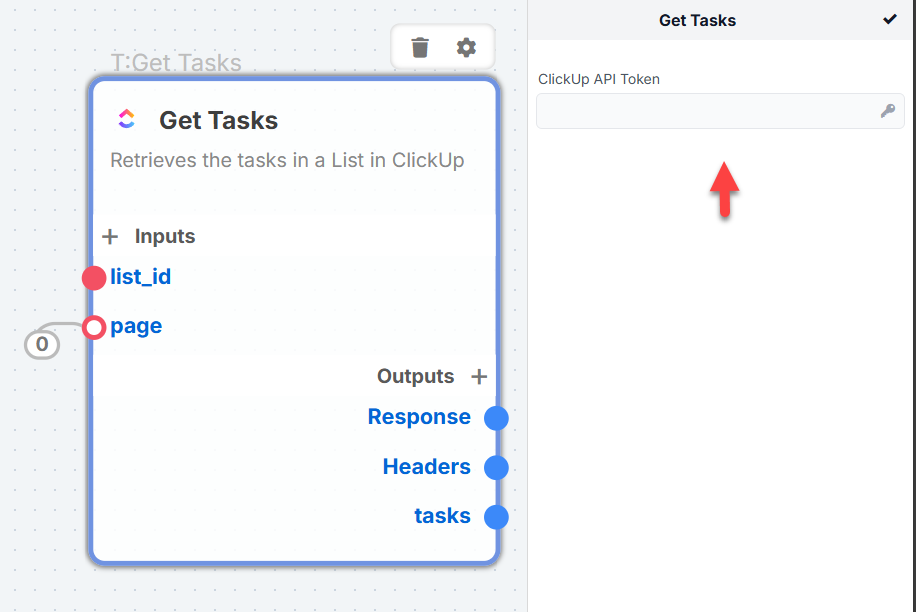 T:Get Tasks
Get Tasks
Retrieves the tasks in a List in ClickUp
Inputs
list_id
page
0
Outputs
Response
Headers
tasks
Get Tasks
ClickUp API Token